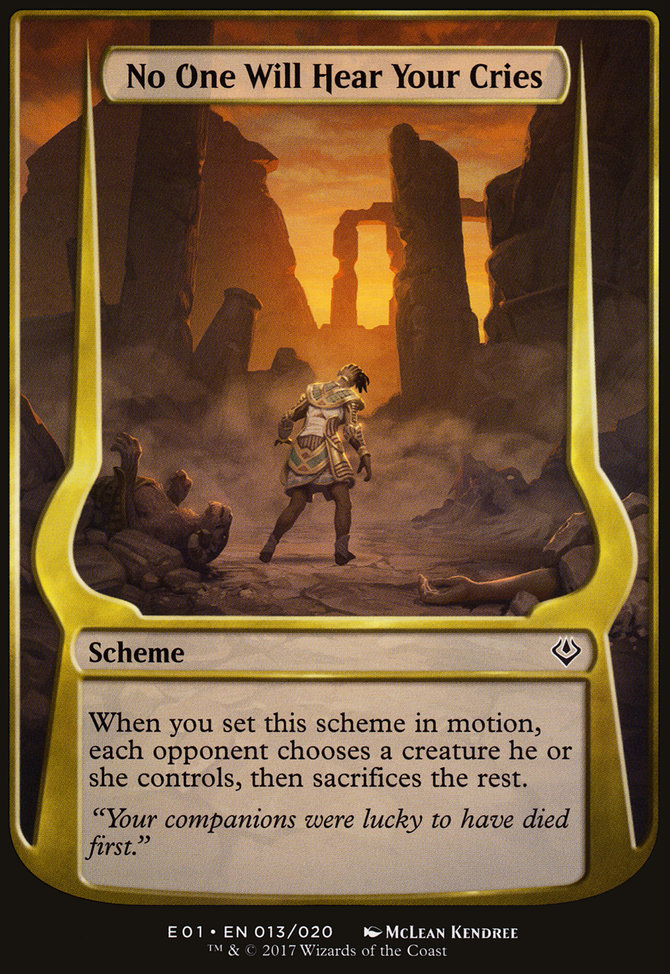 No One Will Hear Your Cries
Scheme
When you set this scheme in motion,
each opponent chooses a creature he or
she controls, then sacrifices the rest.
“Your companions were lucky to have died
first.”
E01 • EN 013/020 McLean Kendree
™ & © 2017 Wizards of the Coast